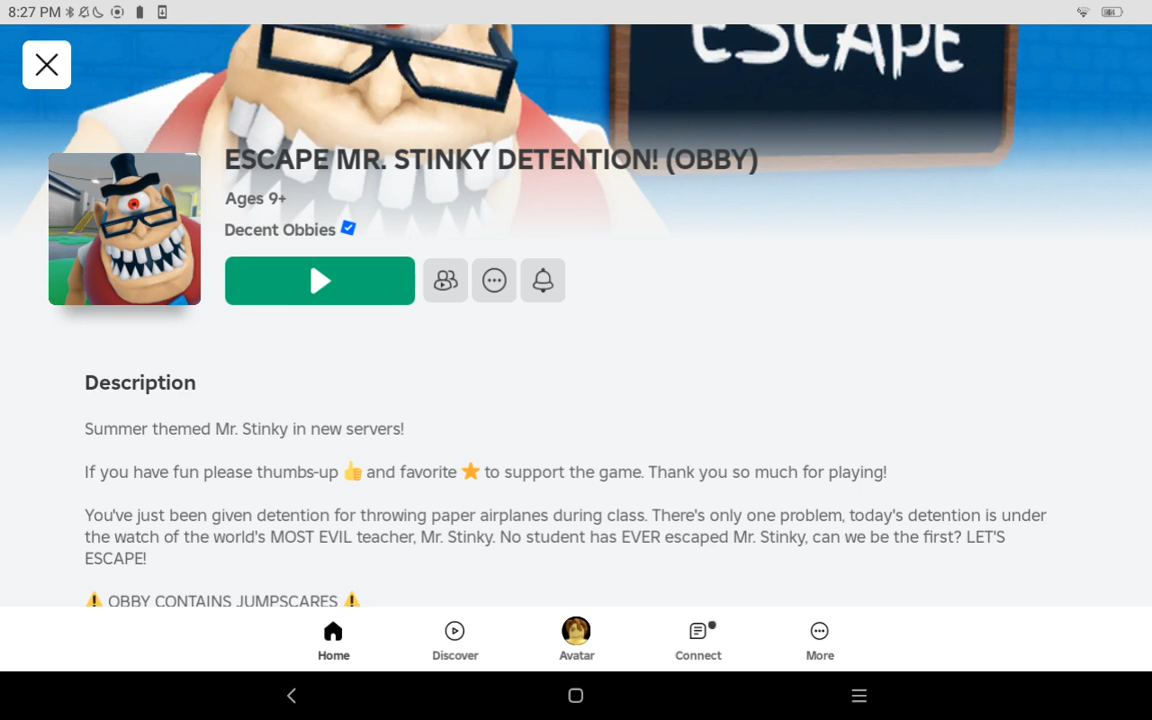 8:27 PM
ESCAPE
ESCAPE MR. STINKY DETENTION! (OBBY)
Ages 9+
Decent Obbies
Description
Summer themed Mr. Stinky in new servers!
If you have fun please thumbs-up 👍 and favorite ⭐ to support the game. Thank you so much for playing!
You've just been given detention for throwing paper airplanes during class. There's only one problem, today's detention is under
the watch of the world's MOST EVIL teacher, Mr. Stinky. No student has EVER escaped Mr. Stinky, can we be the first? LET'S
ESCAPE!
⚠️ OBBY CONTAINS JUMPSCARES ⚠️
Home
Discover
Avatar
Connect
More